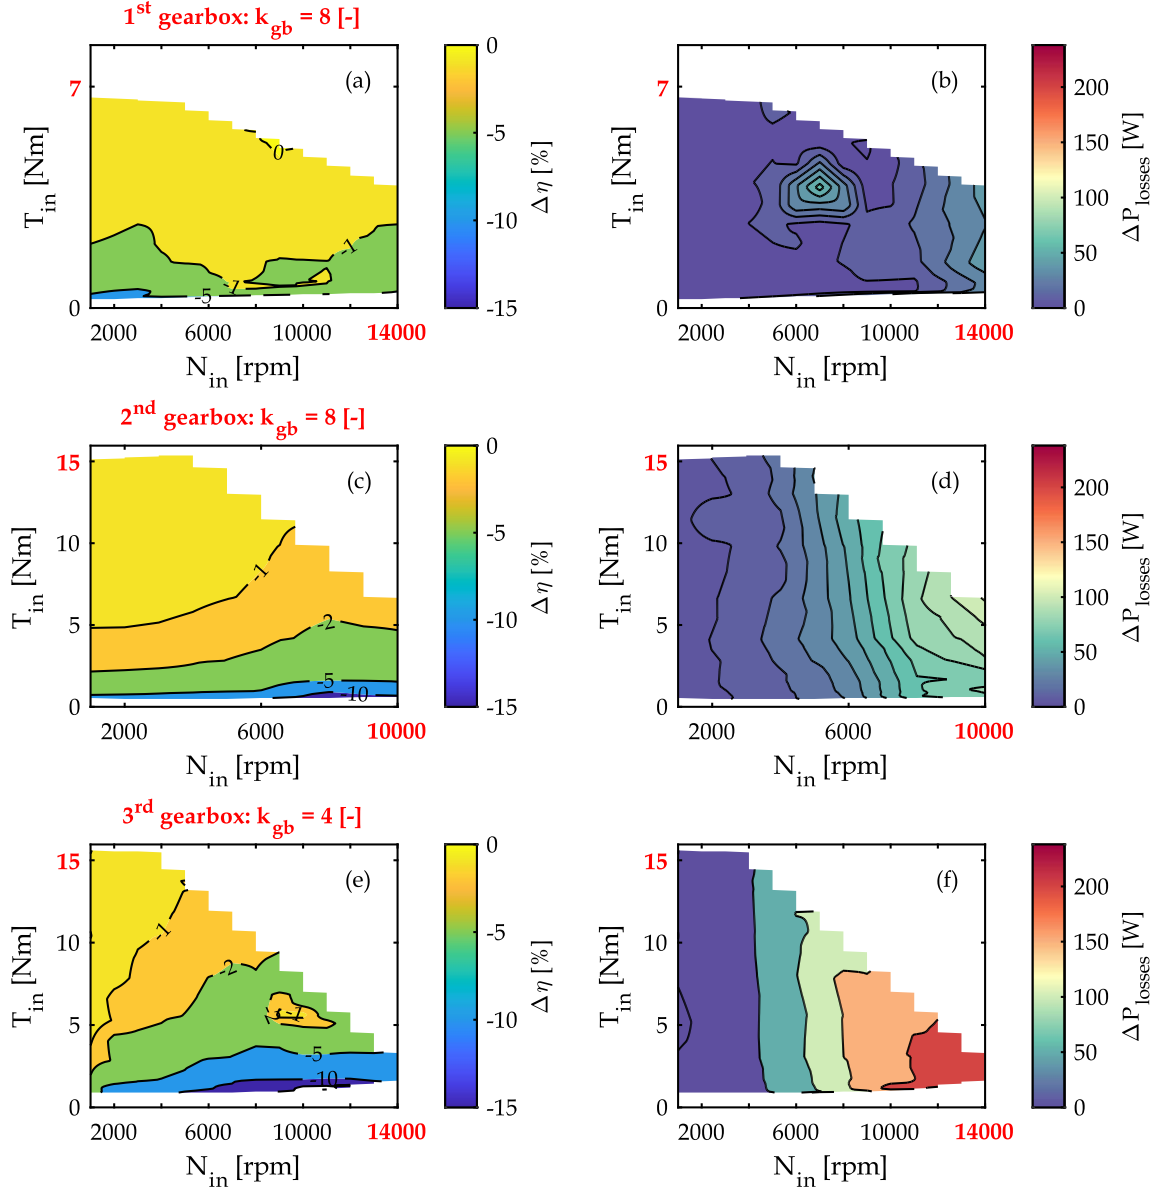 1st gearbox: kgb = 8 [-]
(a)
7
0
Tin [Nm]
0
-1
-1
-5
2000 6000 10000 14000
Nin [rpm]
0
-5
-10
-15
Δη [%]
(b)
7
0
Tin [Nm]
2000 6000 10000 14000
Nin [rpm]
200
150
100
50
0
ΔPlosses [W]
2nd gearbox: kgb = 8 [-]
(c)
15
10
5
0
Tin [Nm]
-1
-2
-5
-10
2000 6000 10000
Nin [rpm]
0
-5
-10
-15
Δη [%]
(d)
15
10
5
0
Tin [Nm]
2000 6000 10000
Nin [rpm]
200
150
100
50
0
ΔPlosses [W]
3rd gearbox: kgb = 4 [-]
(e)
15
10
5
0
Tin [Nm]
-1
-2
-1
-5
-10
2000 6000 10000 14000
Nin [rpm]
0
-5
-10
-15
Δη [%]
(f)
15
10
5
0
Tin [Nm]
2000 6000 10000 14000
Nin [rpm]
200
150
100
50
0
ΔPlosses [W]